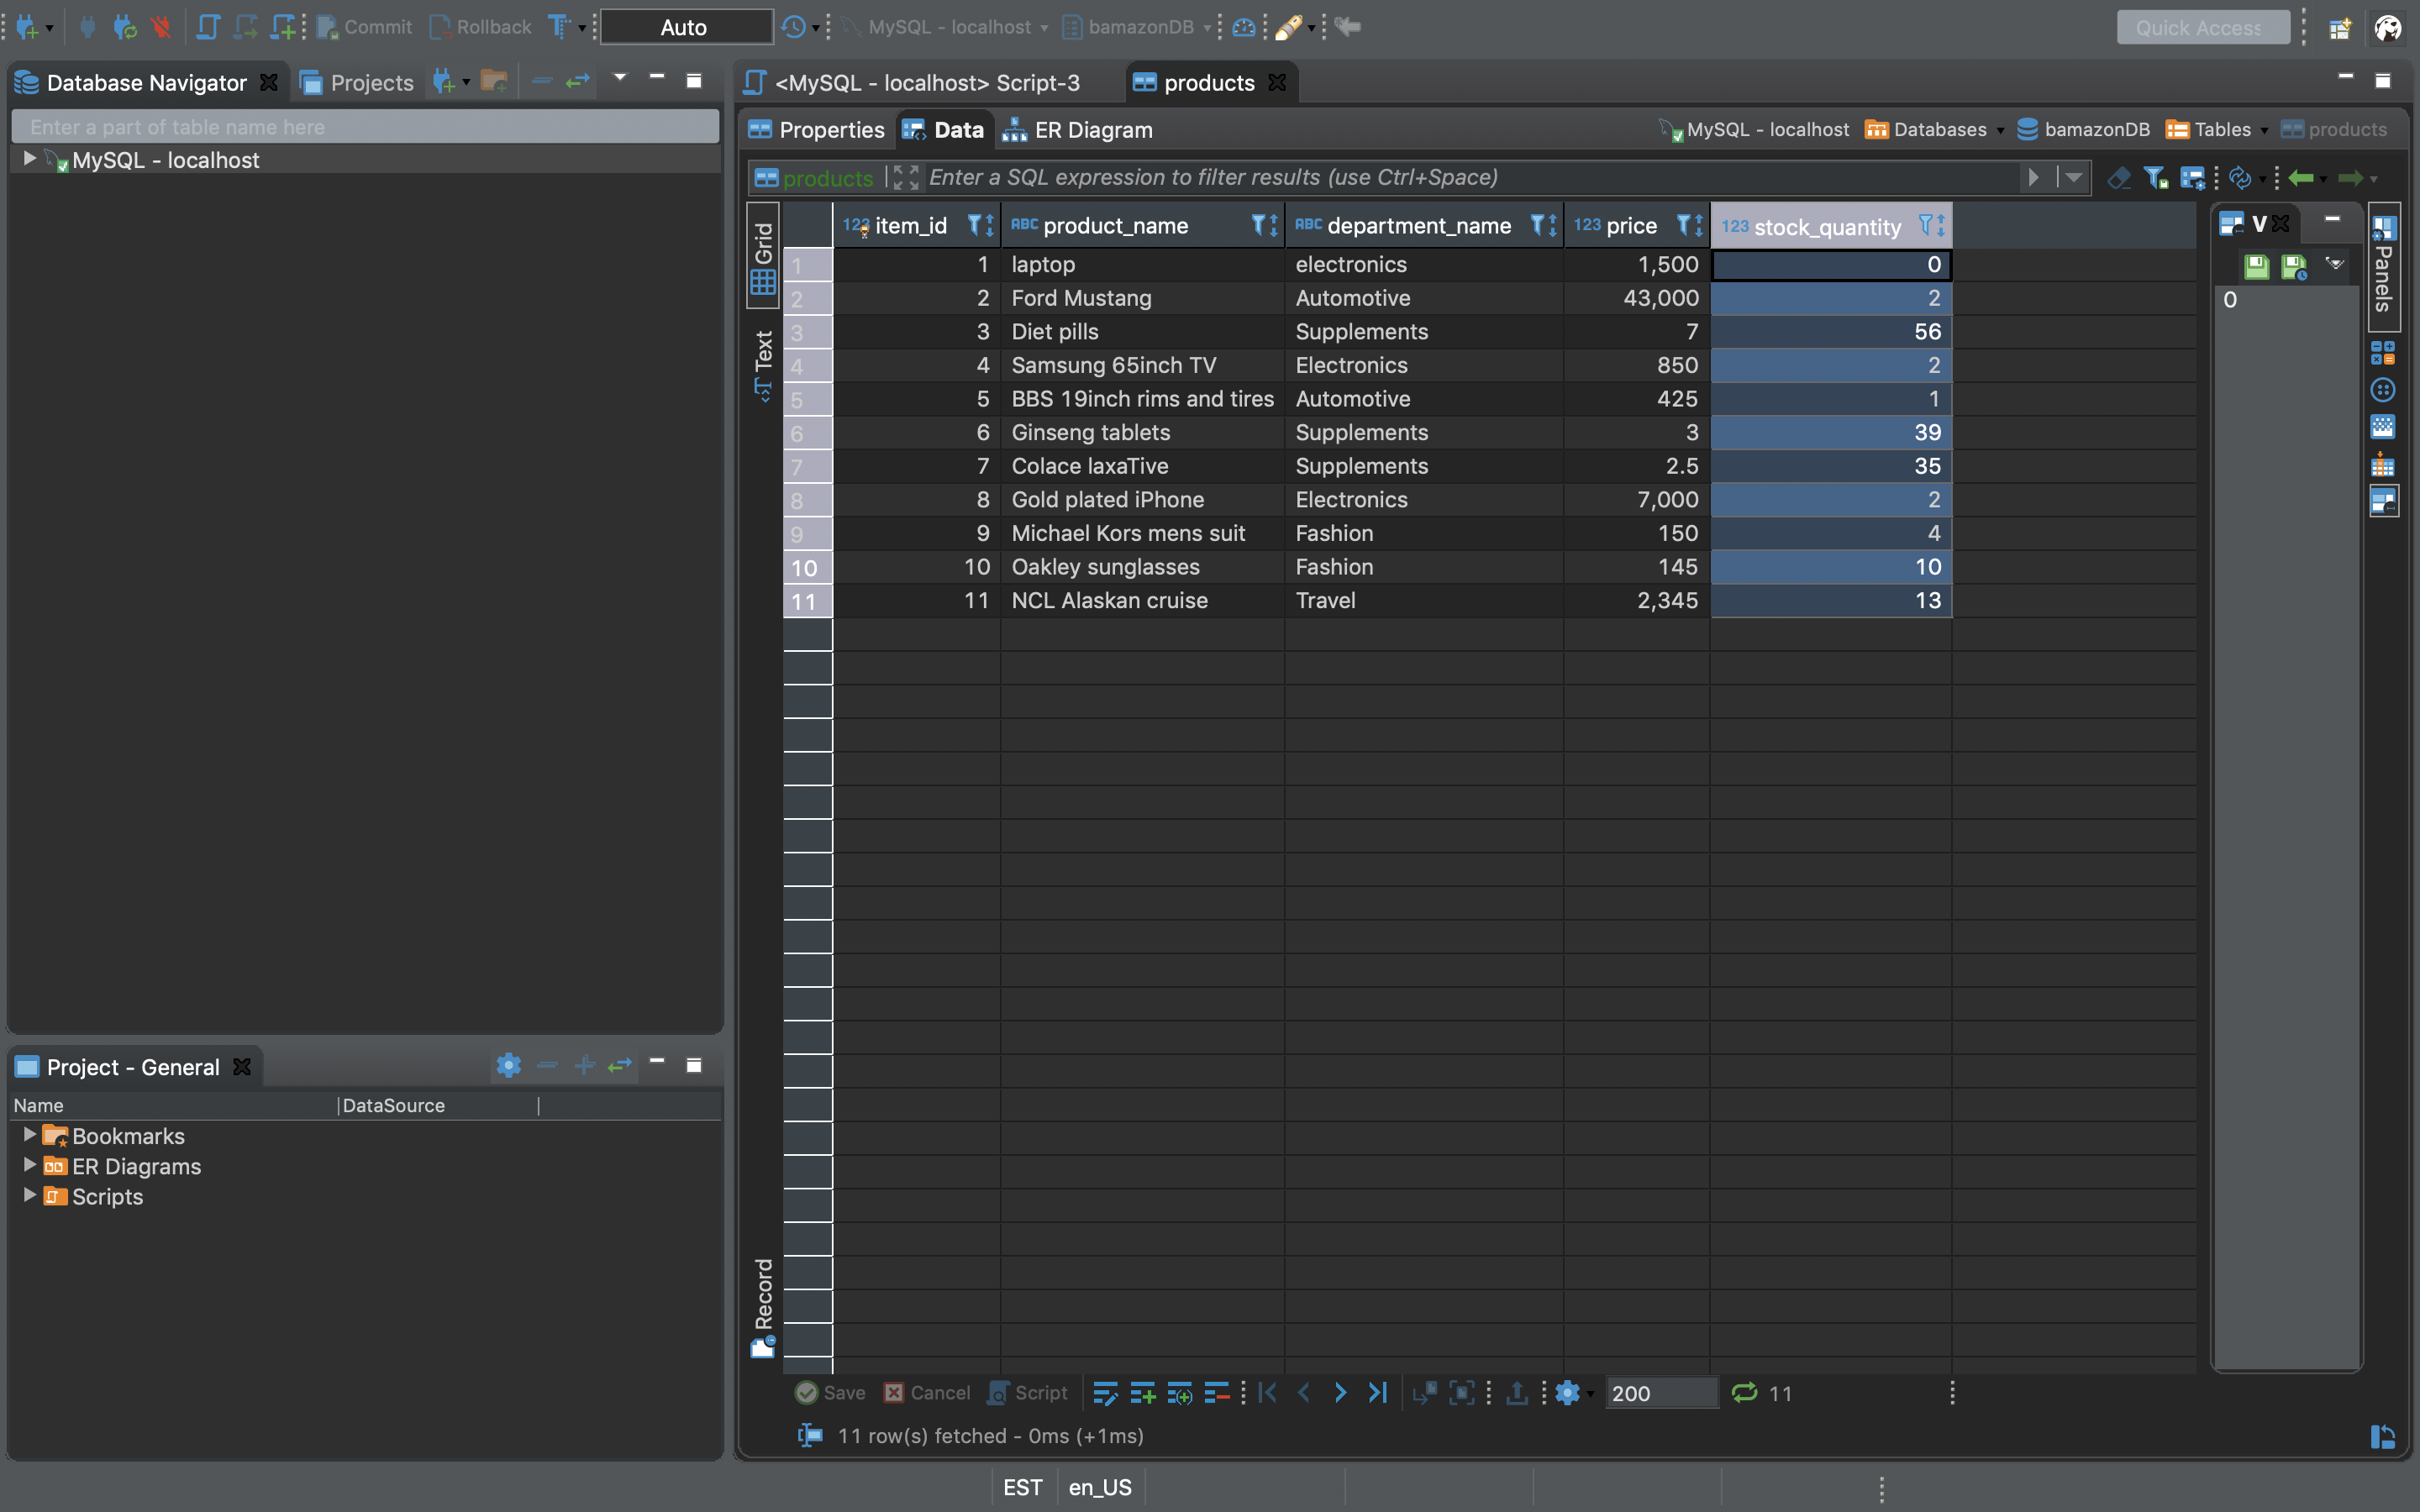 Commit Rollback Auto MySQL - localhost bamazonDB Quick Access
Database Navigator Projects
Enter a part of table name here
MySQL - localhost
<MySQL - localhost> Script-3 products
Properties Data ER Diagram MySQL - localhost Databases bamazonDB Tables products
products Enter a SQL expression to filter results (use Ctrl+Space)
Grid
Text
Record
123 item_id ABC product_name ABC department_name 123 price 123 stock_quantity
1 1 laptop electronics 1,500 0
2 2 Ford Mustang Automotive 43,000 2
3 3 Diet pills Supplements 7 56
4 4 Samsung 65inch TV Electronics 850 2
5 5 BBS 19inch rims and tires Automotive 425 1
6 6 Ginseng tablets Supplements 3 39
7 7 Colace laxaTive Supplements 2.5 35
8 8 Gold plated iPhone Electronics 7,000 2
9 9 Michael Kors mens suit Fashion 150 4
10 10 Oakley sunglasses Fashion 145 10
11 11 NCL Alaskan cruise Travel 2,345 13
V
0
Panels
Save Cancel Script 200 11
11 row(s) fetched - 0ms (+1ms)
Project - General
Name DataSource
Bookmarks
ER Diagrams
Scripts
EST en_US